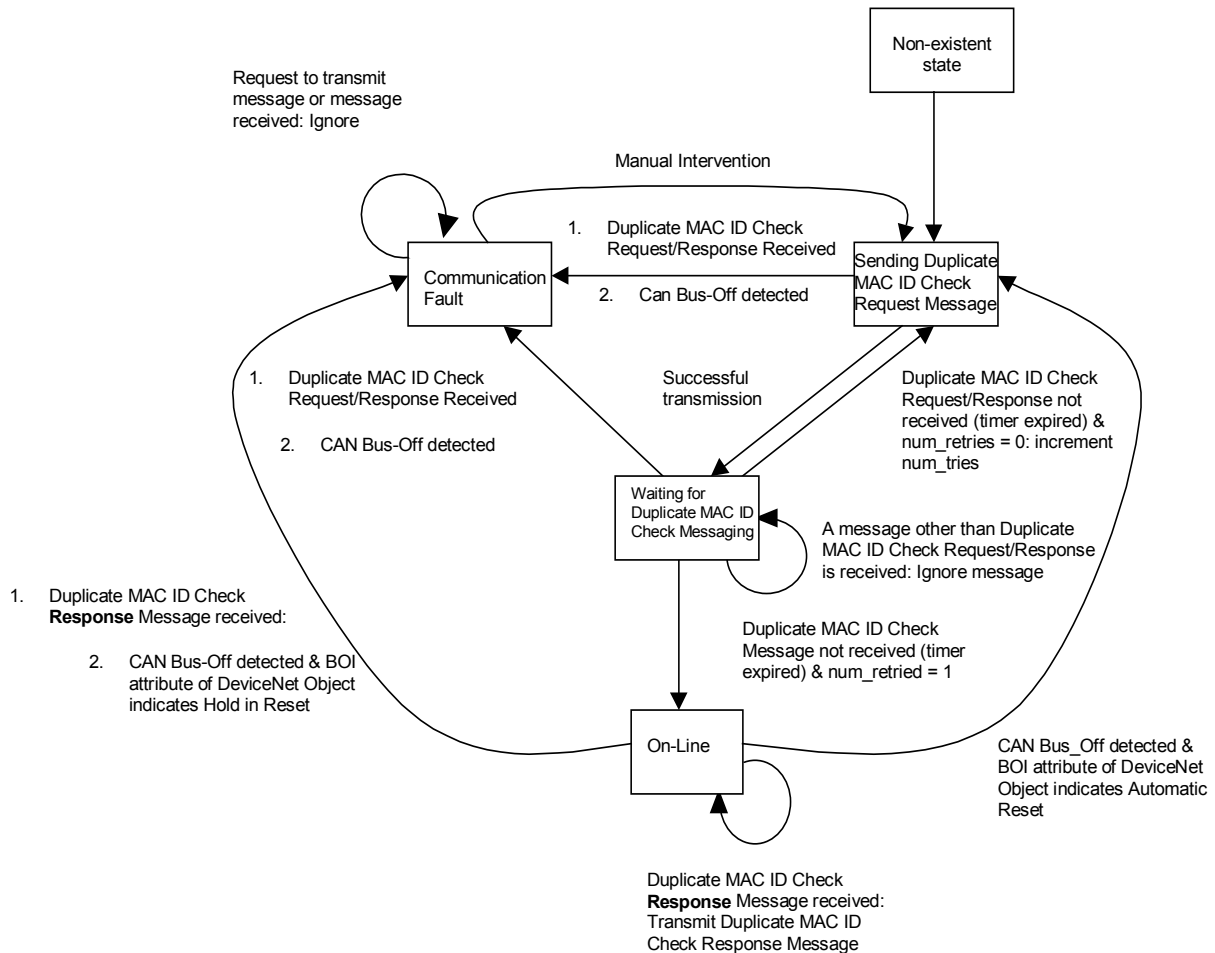 Non-existent
state
Request to transmit
message or message
received: Ignore
Manual Intervention
1. Duplicate MAC ID Check
Request/Response Received
2. Can Bus-Off detected
Communication
Fault
Sending Duplicate
MAC ID Check
Request Message
1. Duplicate MAC ID Check
Request/Response Received
2. CAN Bus-Off detected
Successful
transmission
Duplicate MAC ID Check
Request/Response not
received (timer expired) &
num_retries = 0: increment
num_tries
Waiting for
Duplicate MAC ID
Check Messaging
A message other than Duplicate
MAC ID Check Request/Response
is received: Ignore message
1. Duplicate MAC ID Check
Response Message received:
2. CAN Bus-Off detected & BOI
attribute of DeviceNet Object
indicates Hold in Reset
Duplicate MAC ID Check
Message not received (timer
expired) & num_retried = 1
On-Line
CAN Bus_Off detected &
BOI attribute of DeviceNet
Object indicates Automatic
Reset
Duplicate MAC ID Check
Response Message received:
Transmit Duplicate MAC ID
Check Response Message